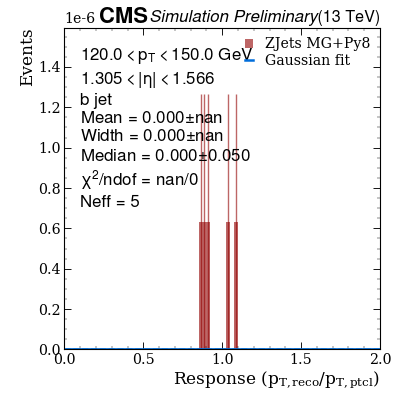 1e-6 CMS Simulation Preliminary (13 TeV)
Events
120.0 < pT < 150.0 GeV
1.305 < |η| < 1.566
b jet
Mean = 0.000±nan
Width = 0.000±nan
Median = 0.000±0.050
χ²/ndof = nan/0
Neff = 5
ZJets MG+Py8
Gaussian fit
1.4
1.2
1.0
0.8
0.6
0.4
0.2
0.0
0.0 0.5 1.0 1.5 2.0
Response (pT,reco/pT,ptcl)